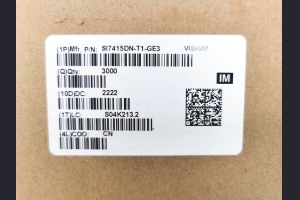 (1P)Mfr. P/N: SI7415DN-T1-GE3 VISHAY
(Q)Qty: 3000
IM
(10D)DC: 2222
(1T)LC: S04K213.2
(4L)COO: CN